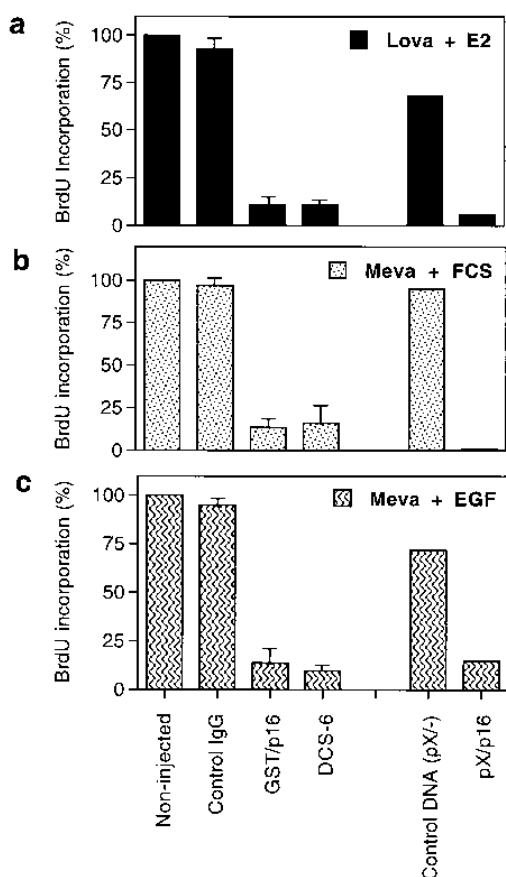 a
BrdU Incorporation (%)
100
75
50
25
0
Lova + E2
b
BrdU incorporation (%)
100
75
50
25
0
Meva + FCS
c
BrdU incorporation (%)
100
75
50
25
0
Meva + EGF
Non-injected
Control IgG
GST/p16
DCS-6
Control DNA (pX/-)
pX/p16